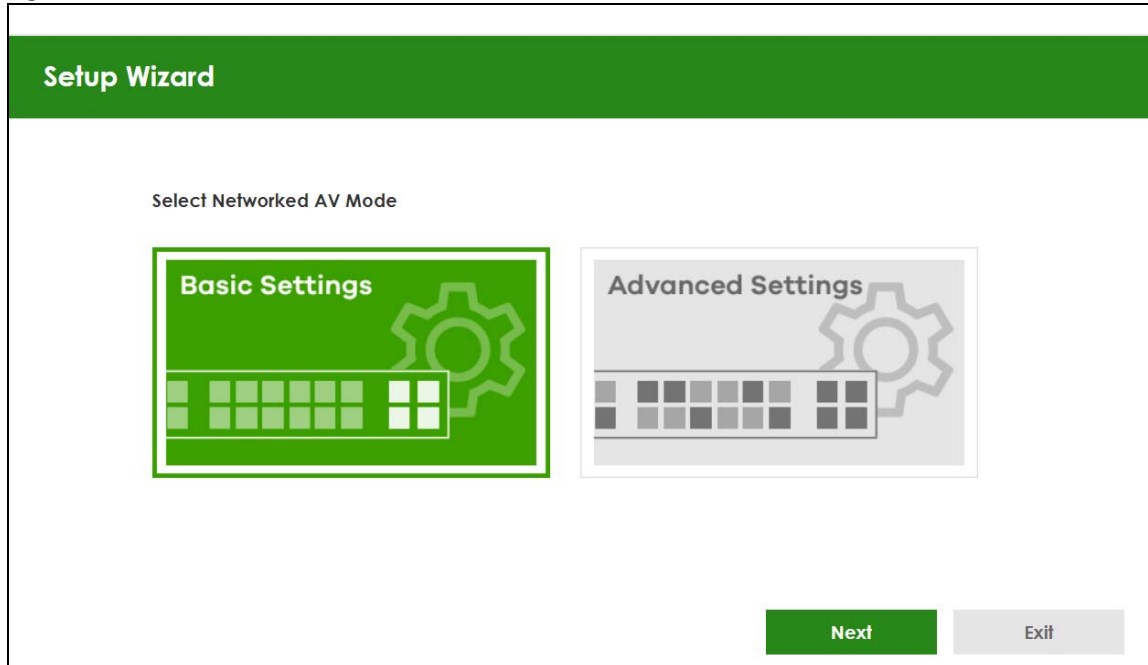 Setup Wizard
Select Networked AV Mode
Basic Settings
Advanced Settings
Next
Exit